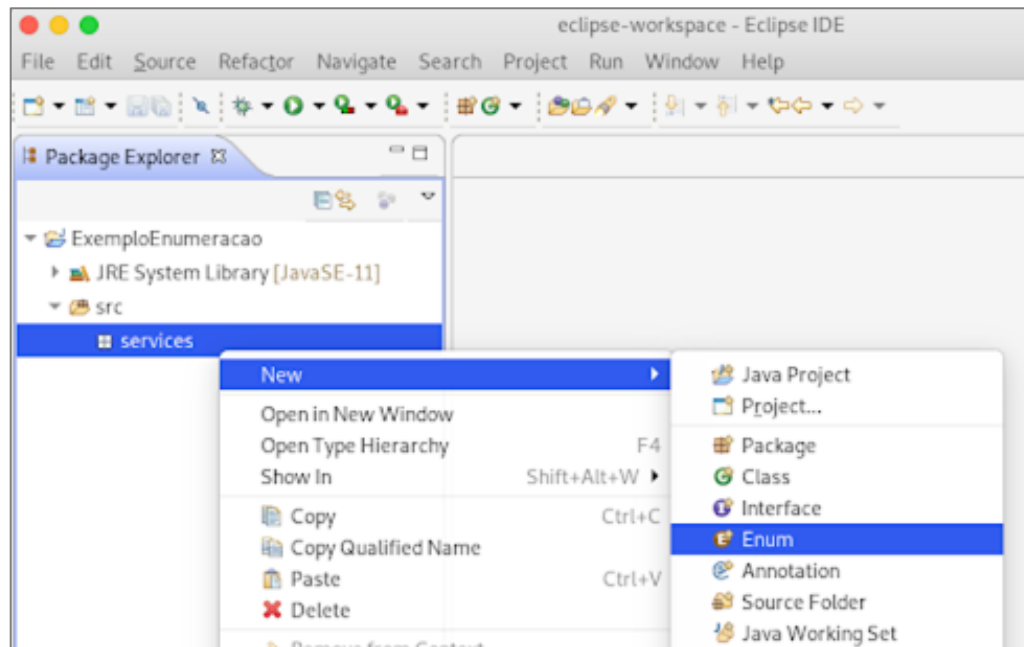 eclipse-workspace - Eclipse IDE
File Edit Source Refactor Navigate Search Project Run Window Help
Package Explorer
ExemploEnumeracao
JRE System Library [JavaSE-11]
src
services
New
Open in New Window
Open Type Hierarchy F4
Show In Shift+Alt+W
Copy Ctrl+C
Copy Qualified Name
Paste Ctrl+V
Delete
Remove from Context
Java Project
Project...
Package
Class
Interface
Enum
Annotation
Source Folder
Java Working Set